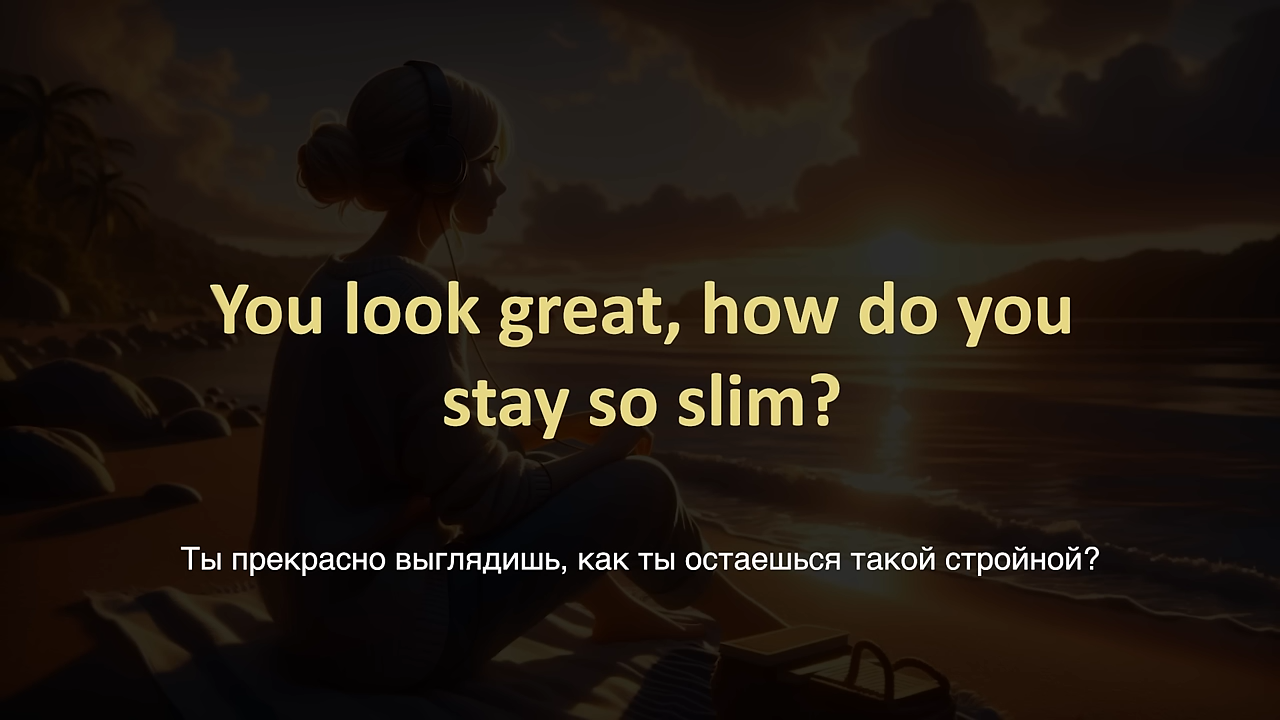 You look great, how do you
stay so slim?
Ты прекрасно выглядишь, как ты остаешься такой стройной?